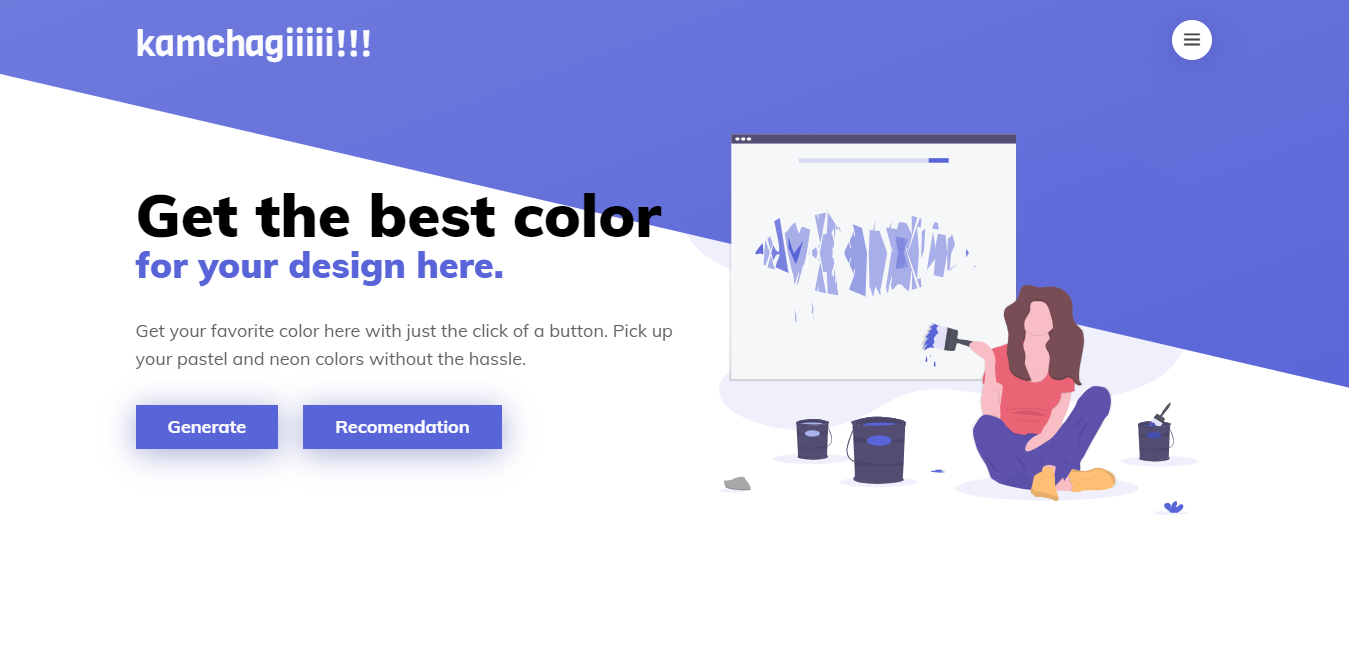 kamchagiiiii!!!
Get the best color
for your design here.
Get your favorite color here with just the click of a button. Pick up
your pastel and neon colors without the hassle.
Generate
Recomendation